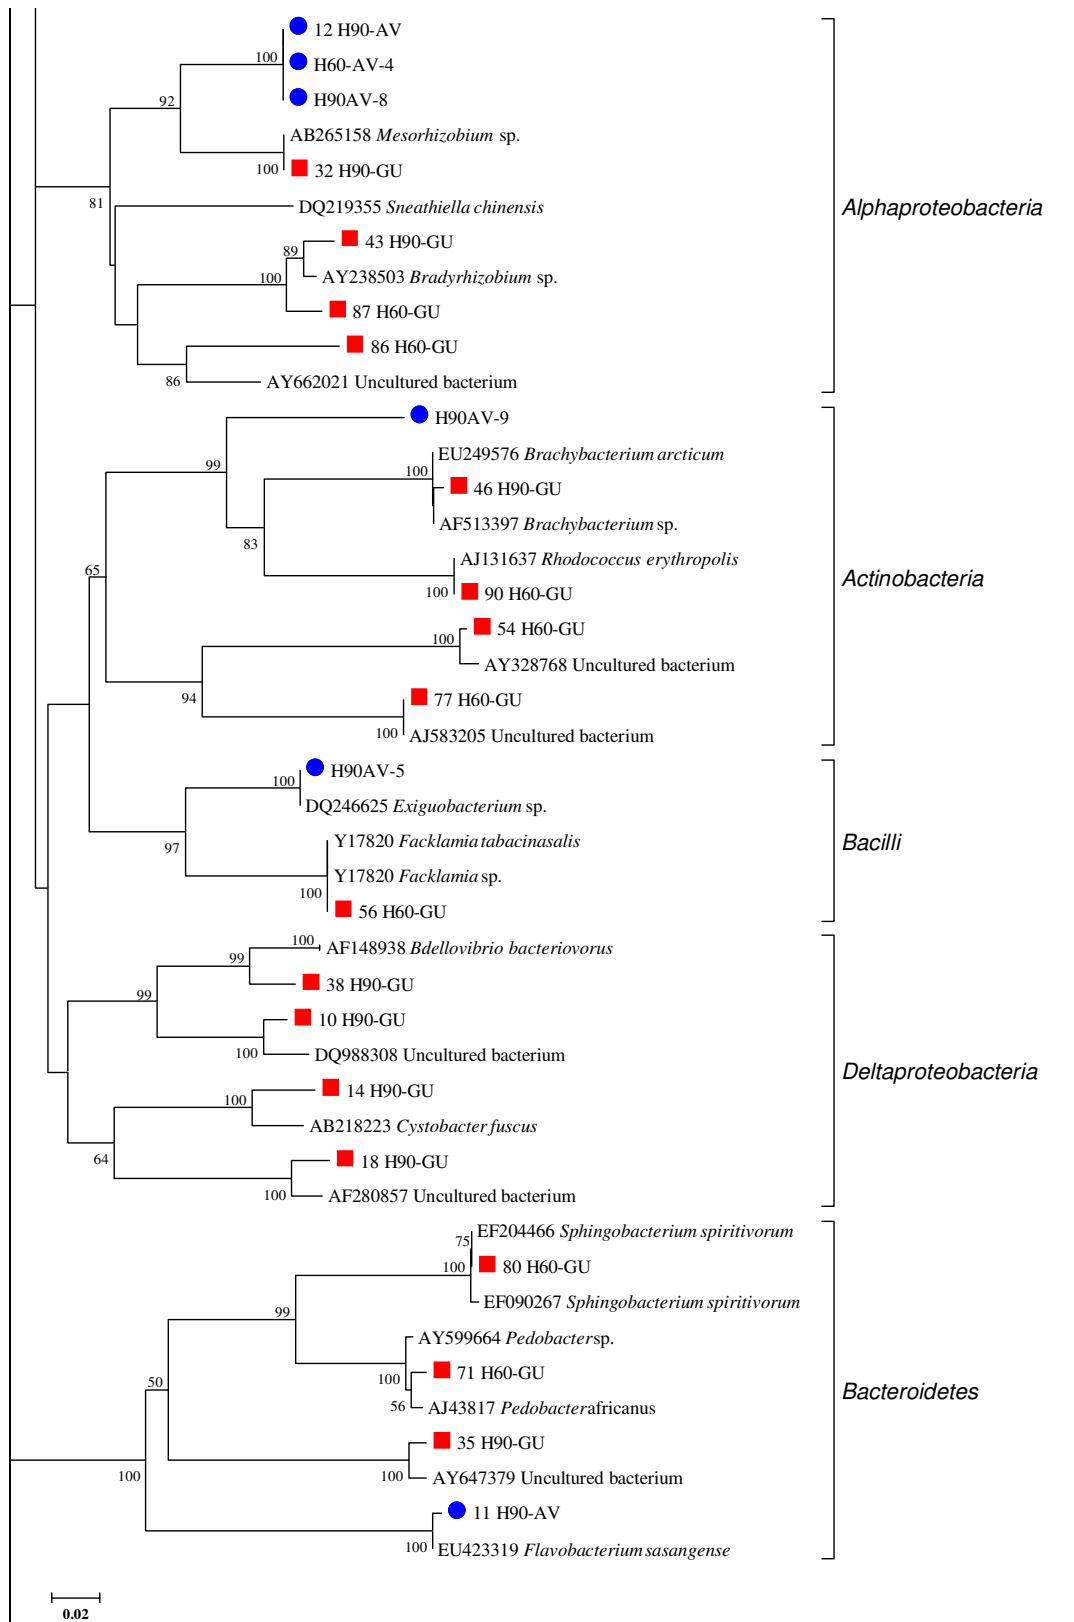 12 H90-AV
100
H60-AV-4
H90AV-8
92
AB265158 Mesorhizobium sp.
100
32 H90-GU
81
DQ219355 Sneathiella chinensis
Alphaproteobacteria
43 H90-GU
89
100
AY238503 Bradyrhizobium sp.
87 H60-GU
86 H60-GU
86
AY662021 Uncultured bacterium
H90AV-9
99
EU249576 Brachybacterium arcticum
100
46 H90-GU
AF513397 Brachybacterium sp.
83
AJ131637 Rhodococcus erythropolis
65
Actinobacteria
100
90 H60-GU
54 H60-GU
100
AY328768 Uncultured bacterium
94
77 H60-GU
100
AJ583205 Uncultured bacterium
H90AV-5
100
DQ246625 Exiguobacterium sp.
97
Y17820 Facklamia tabacinasalis
Bacilli
Y17820 Facklamia sp.
100
56 H60-GU
100
AF148938 Bdellovibrio bacteriovorus
99
38 H90-GU
99
10 H90-GU
100
DQ988308 Uncultured bacterium
Deltaproteobacteria
14 H90-GU
100
AB218223 Cystobacter fuscus
64
18 H90-GU
100
AF280857 Uncultured bacterium
EF204466 Sphingobacterium spiritivorum
75
100
80 H60-GU
EF090267 Sphingobacterium spiritivorum
99
AY599664 Pedobacter sp.
100
71 H60-GU
50
Bacteroidetes
56
AJ43817 Pedobacter africanus
35 H90-GU
100
100
AY647379 Uncultured bacterium
11 H90-AV
100
EU423319 Flavobacterium sasangense
0.02